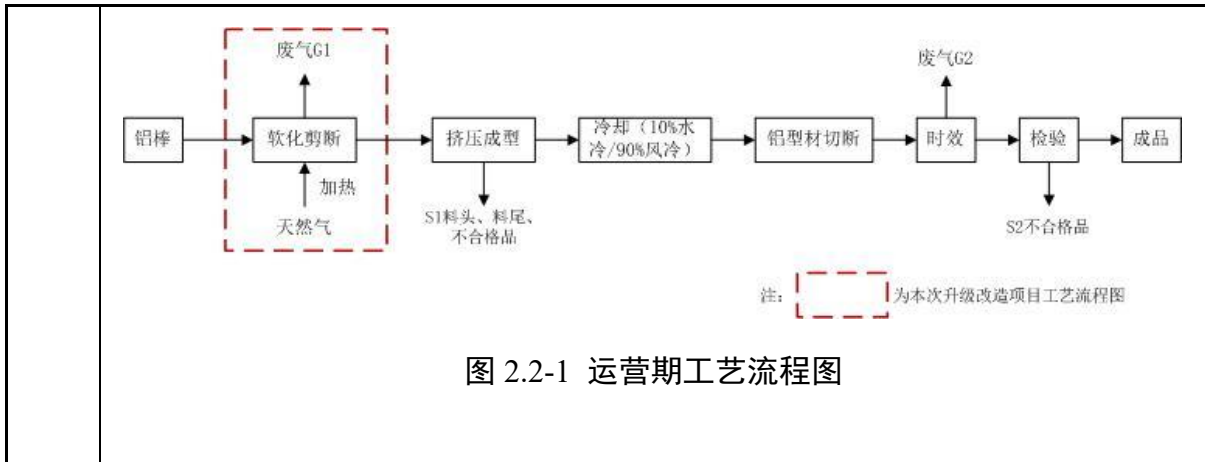 废气G1
废气G2
铝棒
软化剪断
挤压成型
冷却（10%水
冷/90%风冷）
铝型材切断
时效
检验
成品
加热
天然气
S1料头、料尾、
不合格品
S2不合格品
注：
为本次升级改造项目工艺流程图
图 2.2-1 运营期工艺流程图